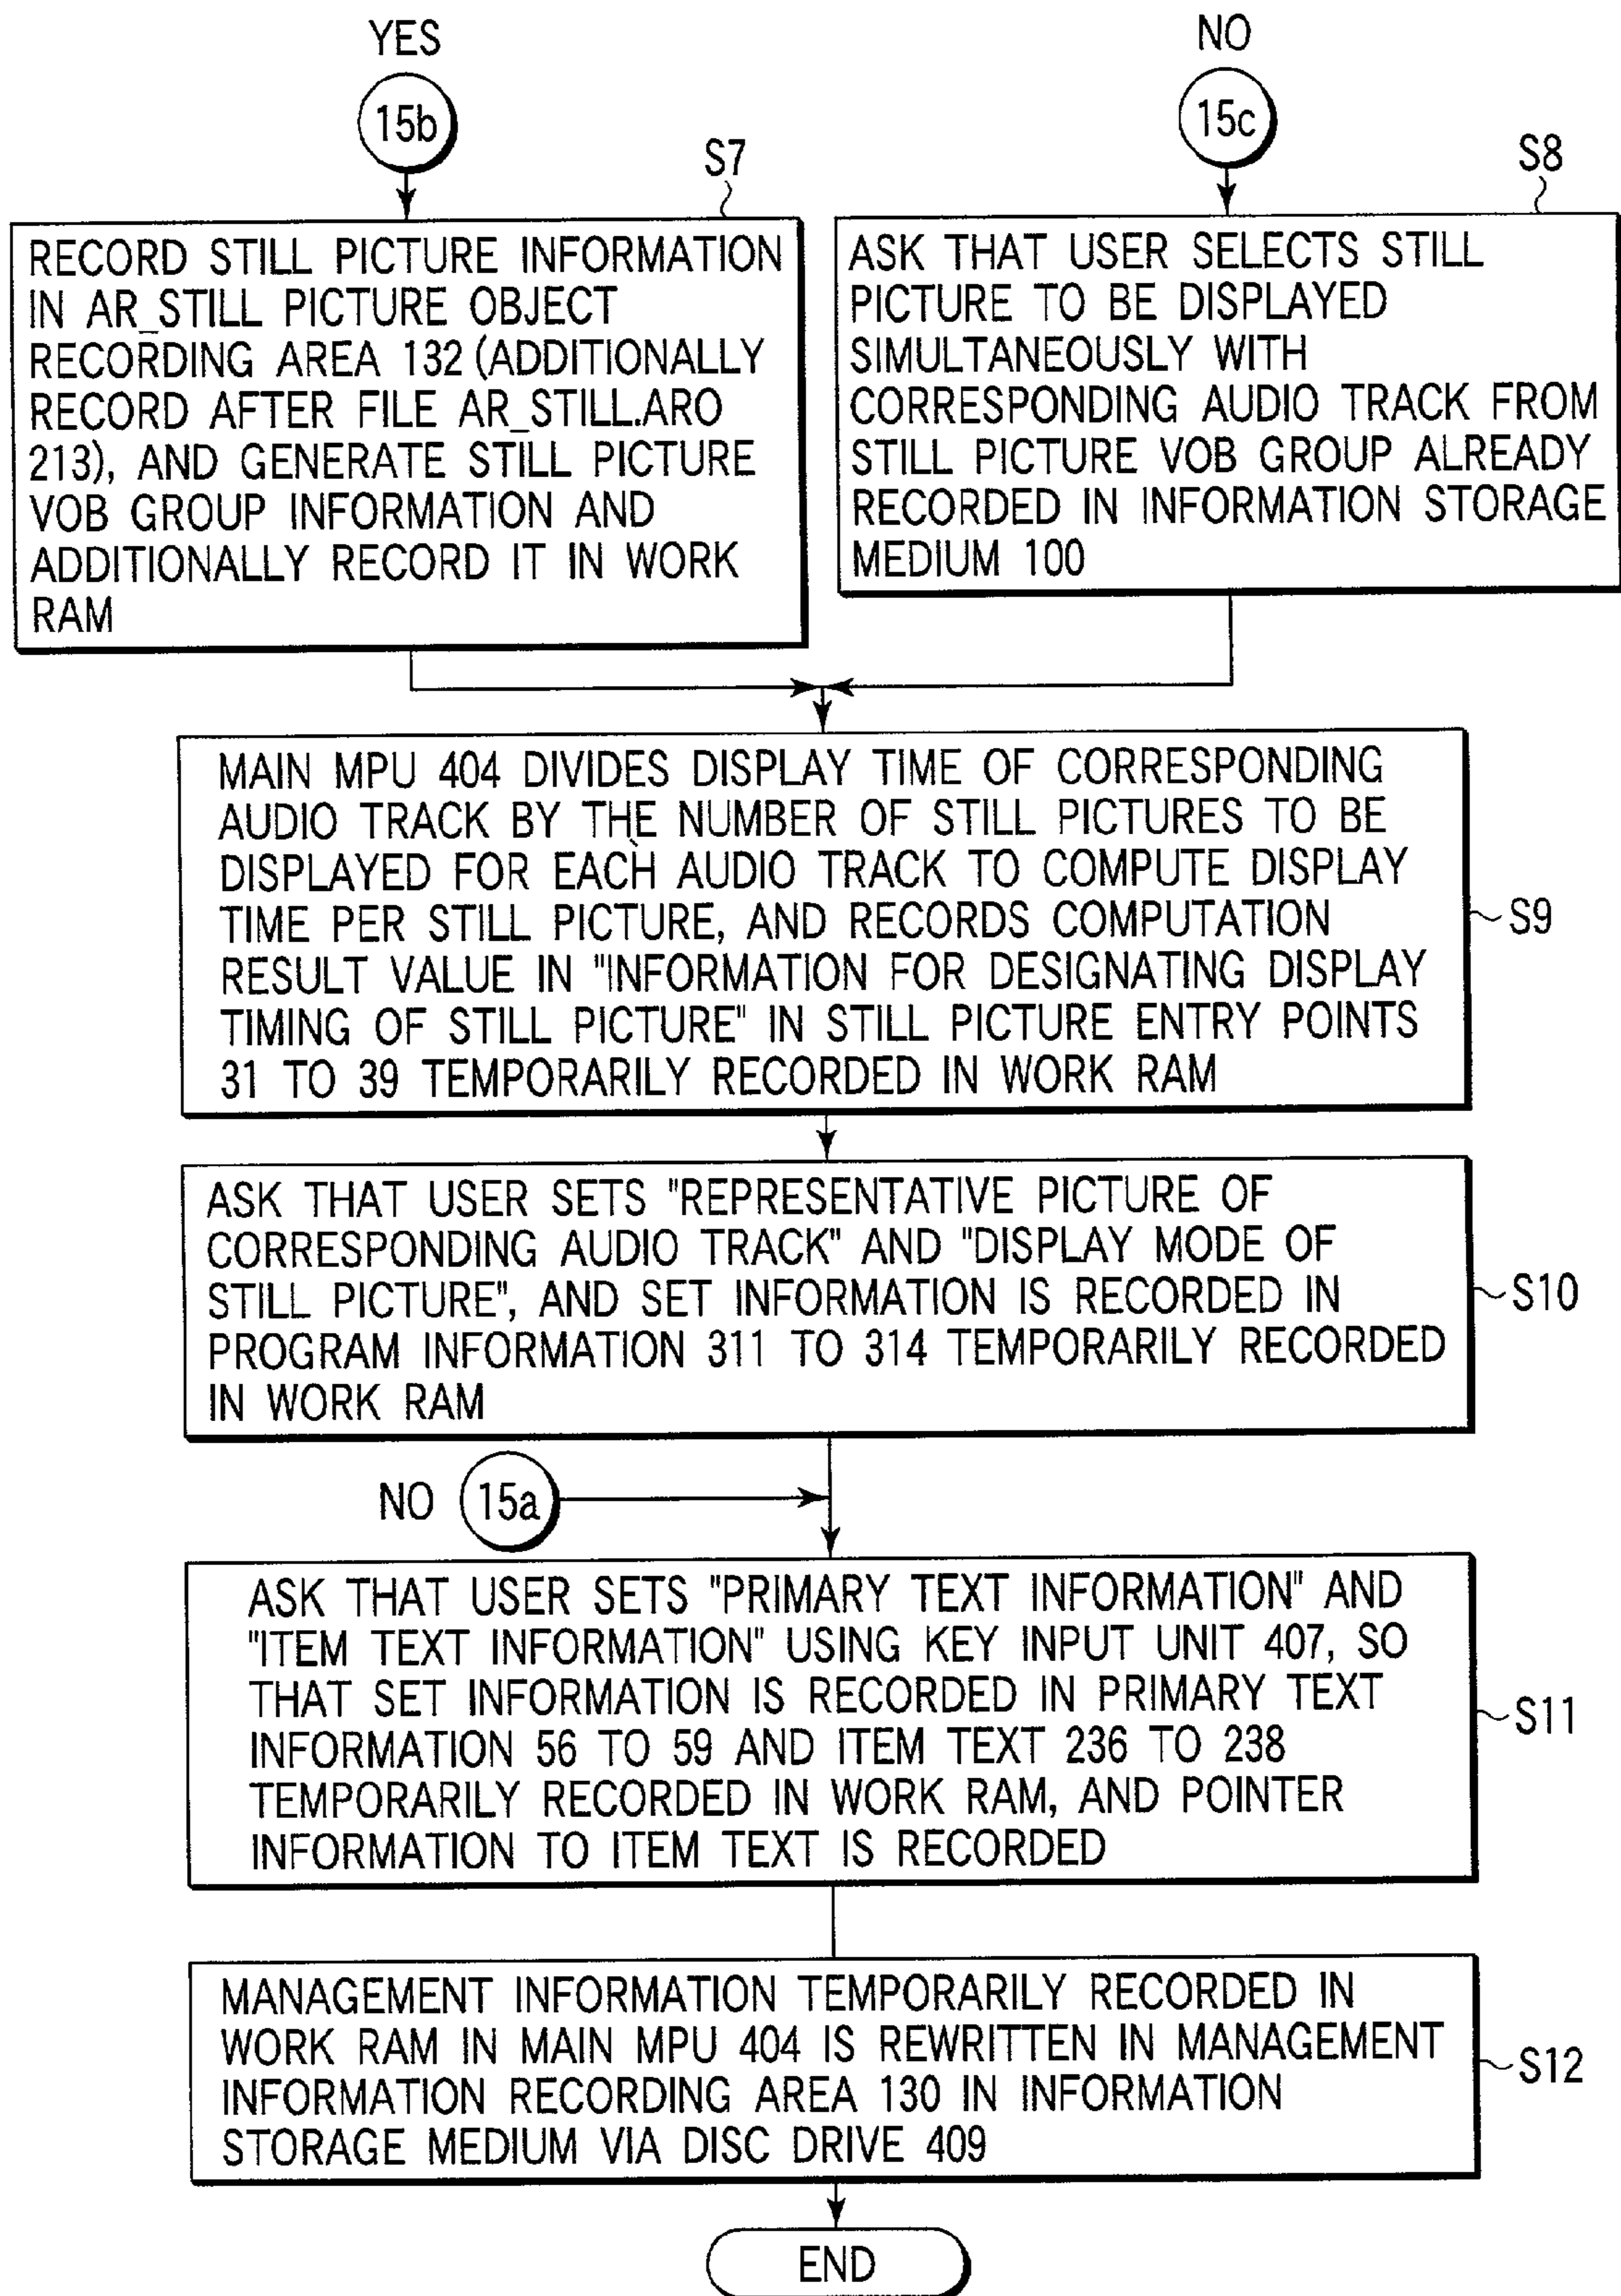 YES
15b
S7
RECORD STILL PICTURE INFORMATION
IN AR_STILL PICTURE OBJECT
RECORDING AREA 132 (ADDITIONALLY
RECORD AFTER FILE AR_STILL.ARO
213), AND GENERATE STILL PICTURE
VOB GROUP INFORMATION AND
ADDITIONALLY RECORD IT IN WORK
RAM
NO
15c
S8
ASK THAT USER SELECTS STILL
PICTURE TO BE DISPLAYED
SIMULTANEOUSLY WITH
CORRESPONDING AUDIO TRACK FROM
STILL PICTURE VOB GROUP ALREADY
RECORDED IN INFORMATION STORAGE
MEDIUM 100
MAIN MPU 404 DIVIDES DISPLAY TIME OF CORRESPONDING
AUDIO TRACK BY THE NUMBER OF STILL PICTURES TO BE
DISPLAYED FOR EACH AUDIO TRACK TO COMPUTE DISPLAY
TIME PER STILL PICTURE, AND RECORDS COMPUTATION
RESULT VALUE IN "INFORMATION FOR DESIGNATING DISPLAY
TIMING OF STILL PICTURE" IN STILL PICTURE ENTRY POINTS
31 TO 39 TEMPORARILY RECORDED IN WORK RAM
S9
ASK THAT USER SETS "REPRESENTATIVE PICTURE OF
CORRESPONDING AUDIO TRACK" AND "DISPLAY MODE OF
STILL PICTURE", AND SET INFORMATION IS RECORDED IN
PROGRAM INFORMATION 311 TO 314 TEMPORARILY RECORDED
IN WORK RAM
S10
NO 15a
ASK THAT USER SETS "PRIMARY TEXT INFORMATION" AND
"ITEM TEXT INFORMATION" USING KEY INPUT UNIT 407, SO
THAT SET INFORMATION IS RECORDED IN PRIMARY TEXT
INFORMATION 56 TO 59 AND ITEM TEXT 236 TO 238
TEMPORARILY RECORDED IN WORK RAM, AND POINTER
INFORMATION TO ITEM TEXT IS RECORDED
S11
MANAGEMENT INFORMATION TEMPORARILY RECORDED IN
WORK RAM IN MAIN MPU 404 IS REWRITTEN IN MANAGEMENT
INFORMATION RECORDING AREA 130 IN INFORMATION
STORAGE MEDIUM VIA DISC DRIVE 409
S12
END